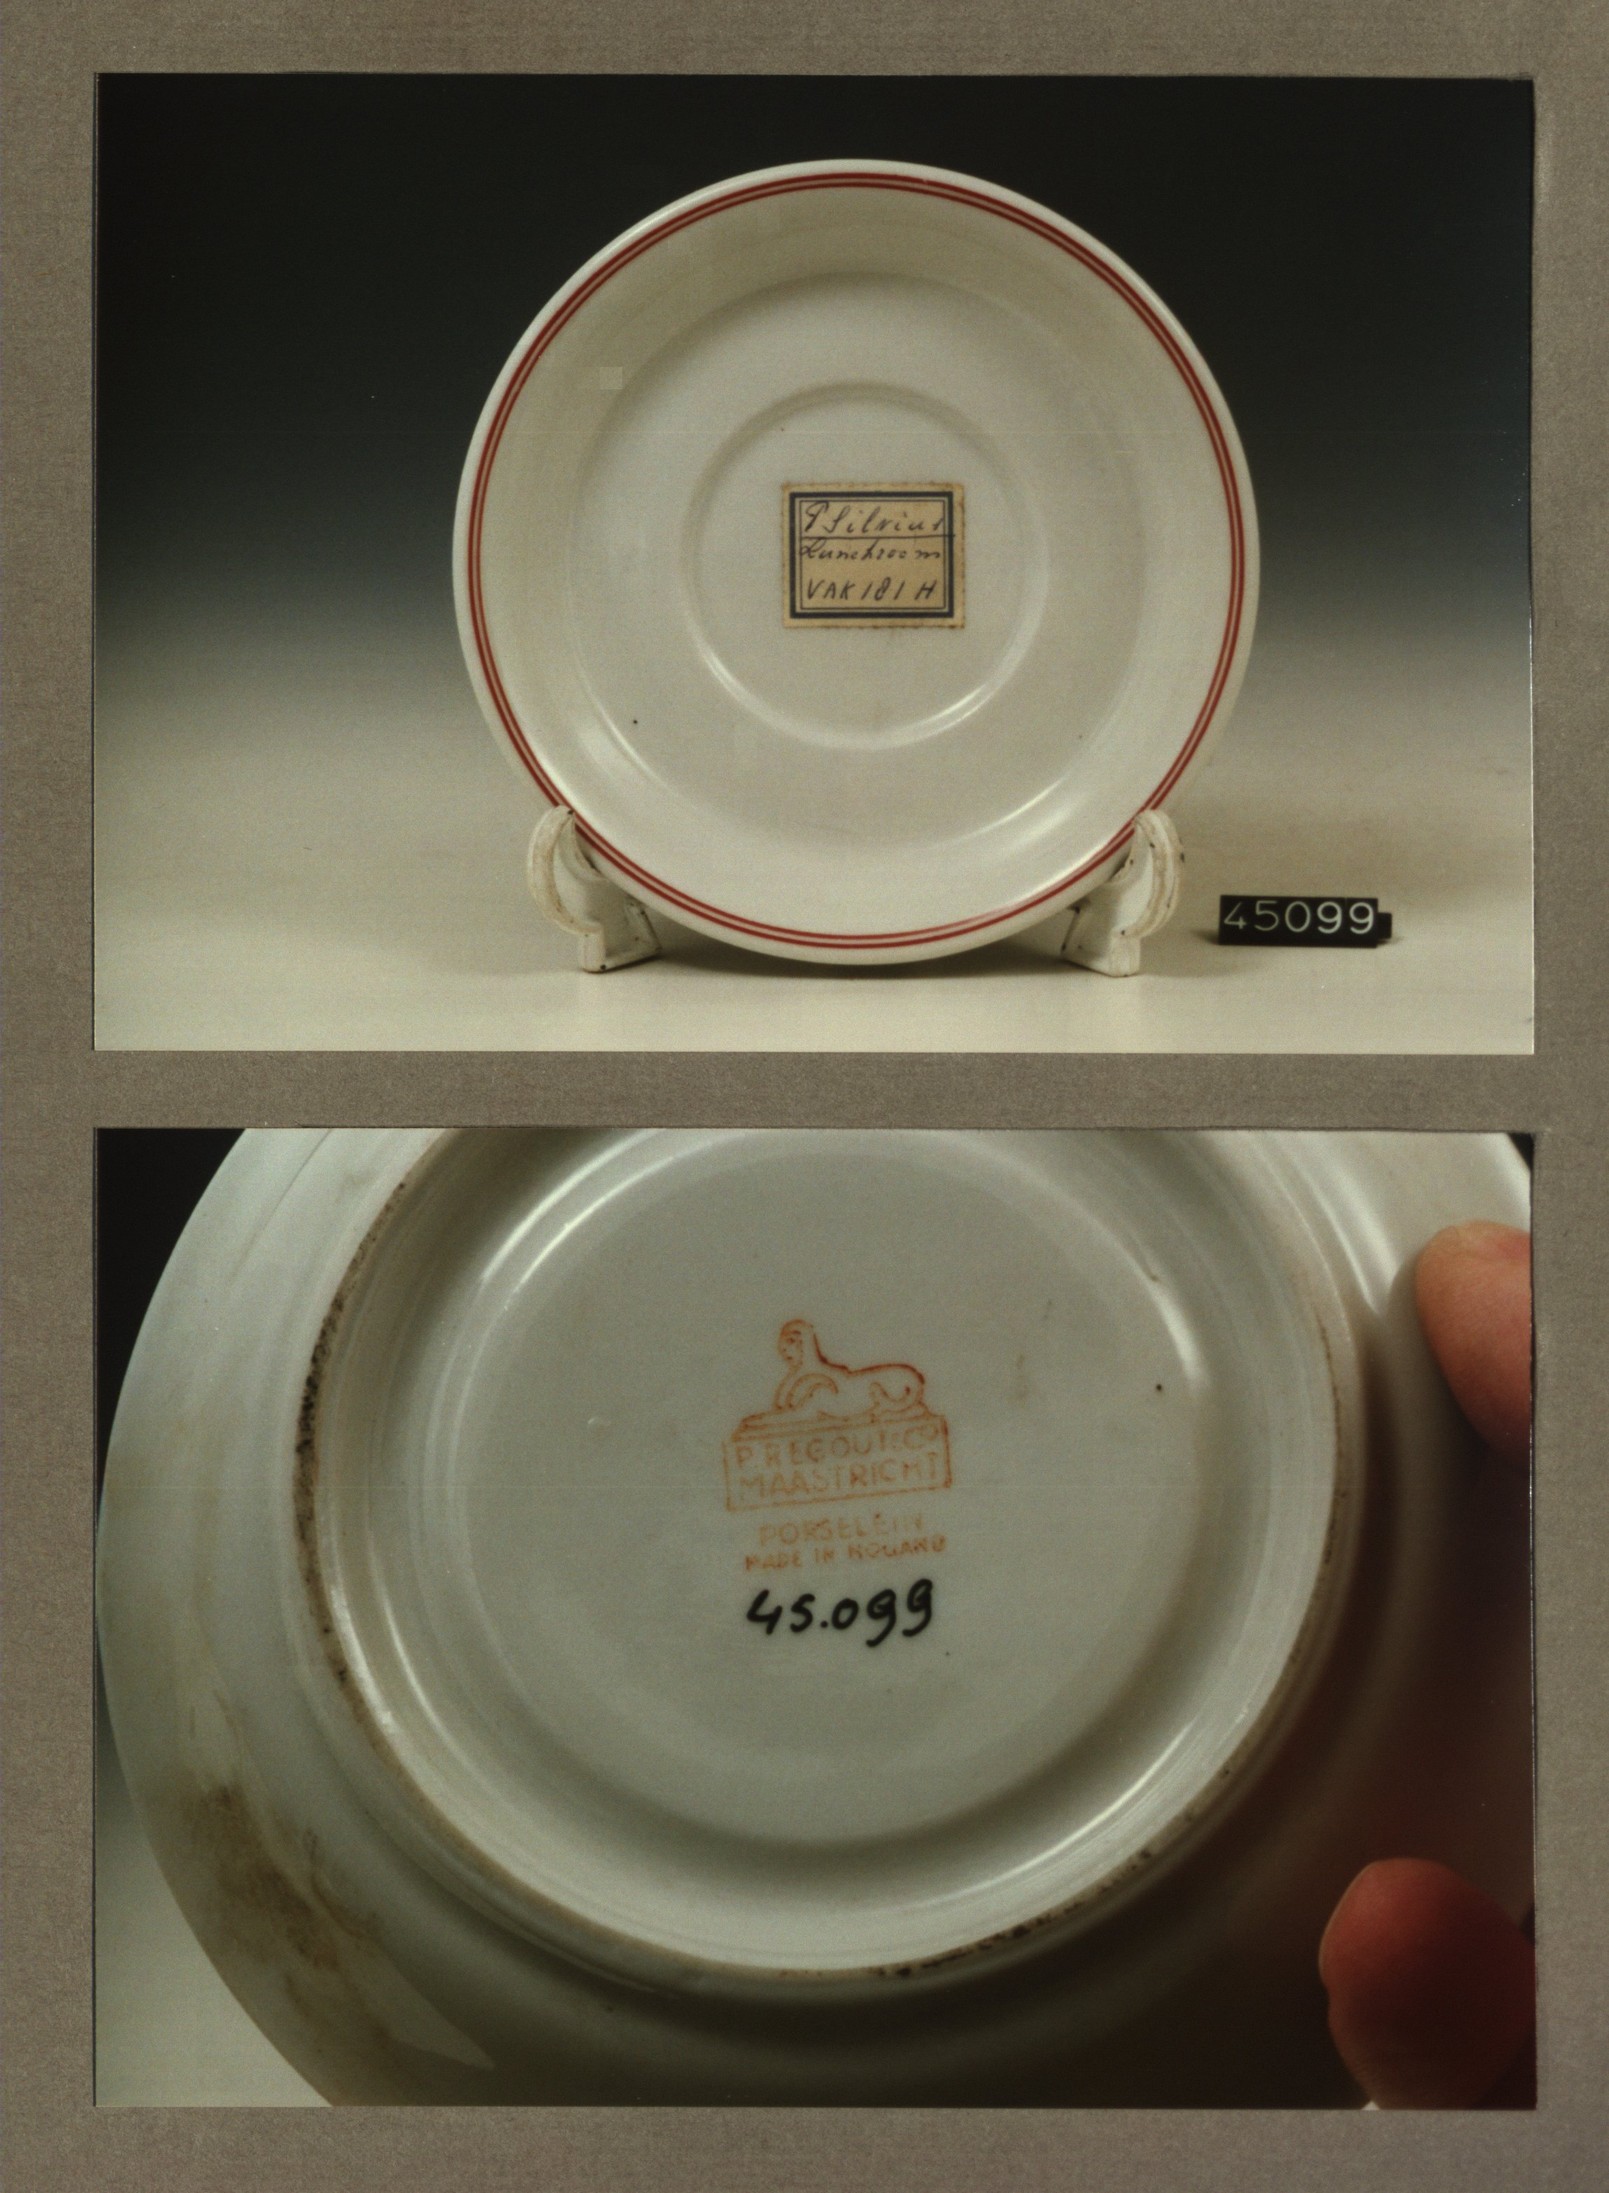 P Silvius
Lunchroom
VAK 181 H
45099
P. REGOUT & Co
MAASTRICHT
PORSELEIN
MADE IN HOLLAND
45.099